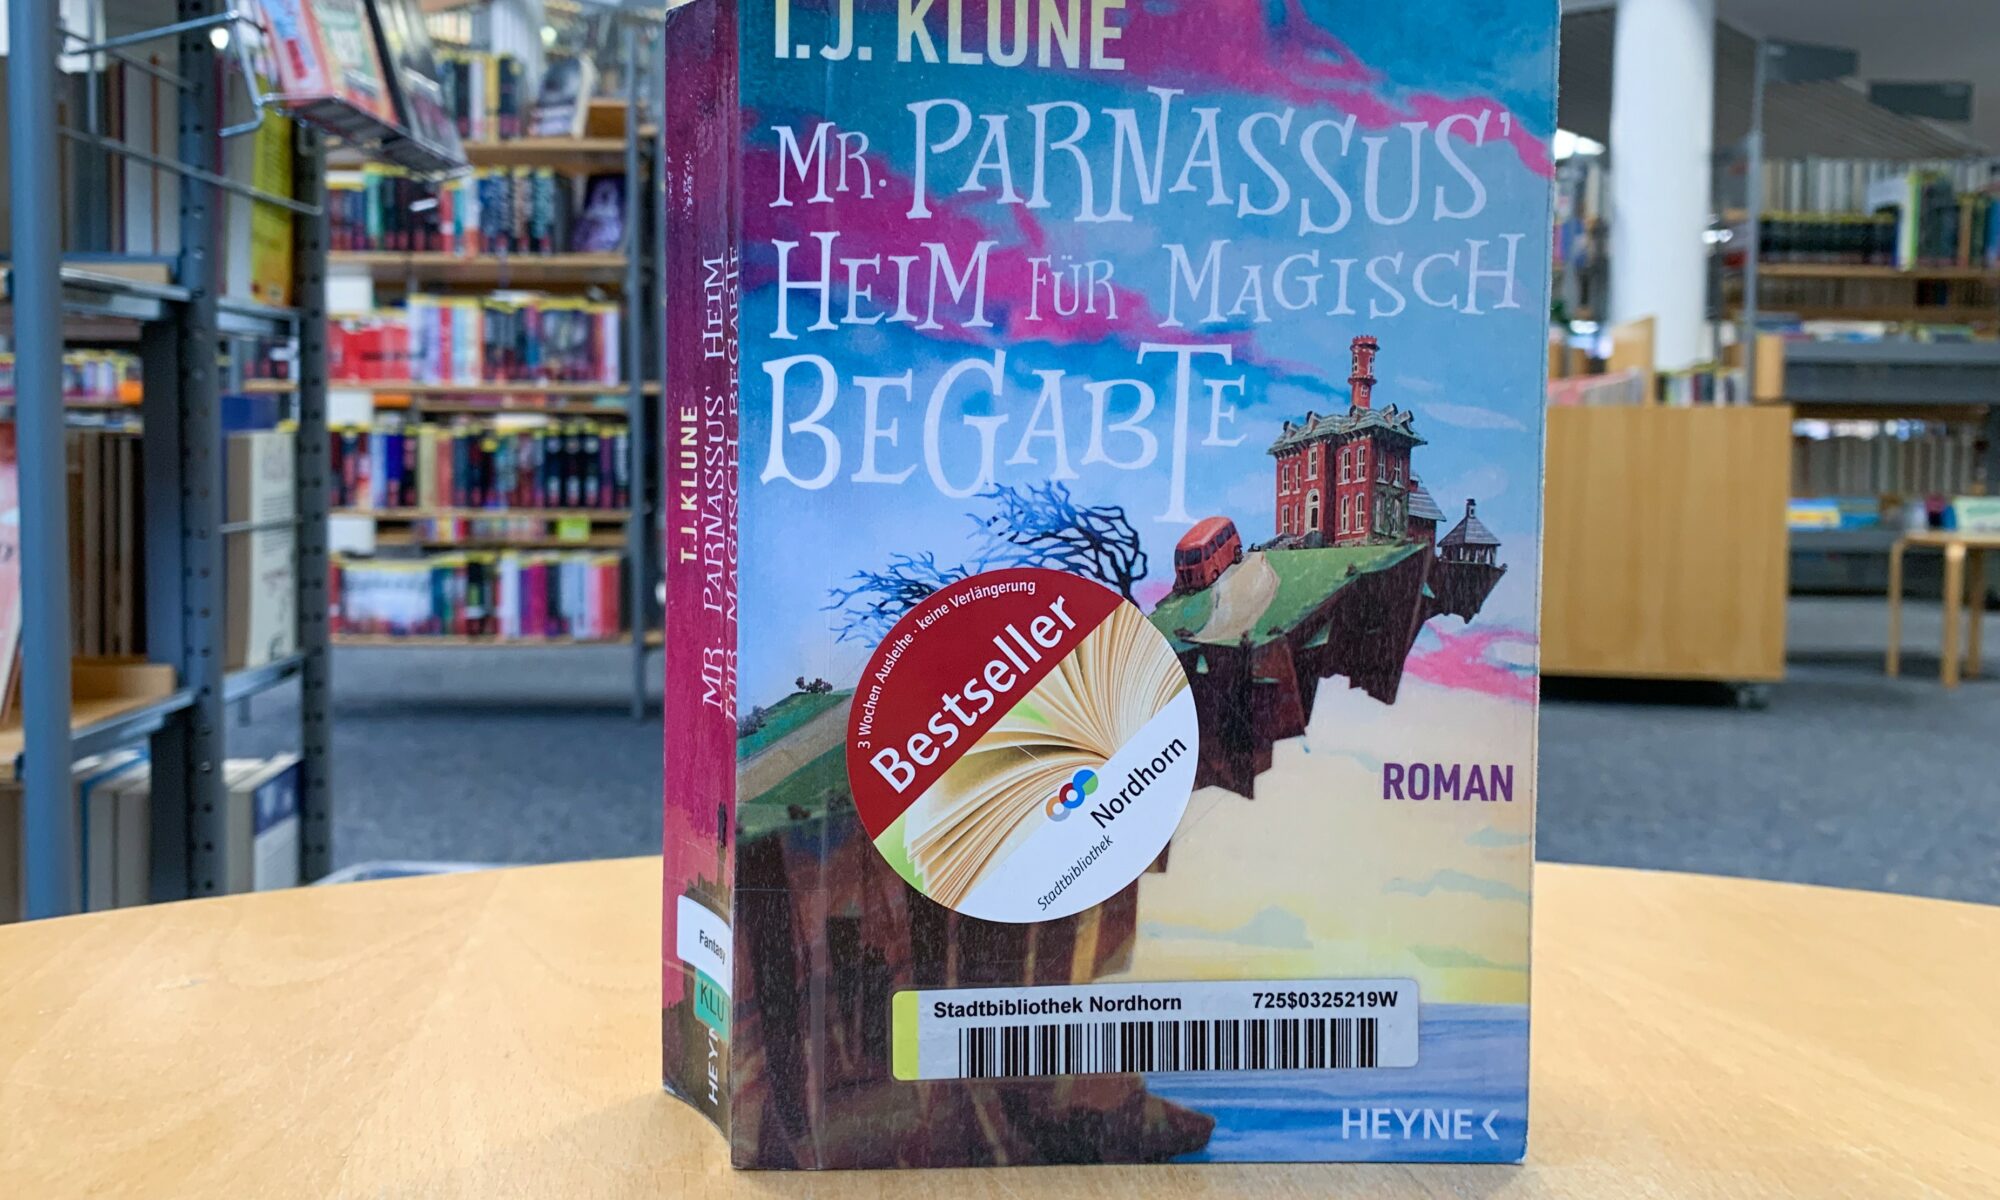 T.J. KLUNE
MR. PARNASSUS'
HEIM FÜR MAGISCH
BEGABTE
3 Wochen Ausleihe · keine Verlängerung
Bestseller
Nordhorn
Stadtbibliothek
ROMAN
Stadtbibliothek Nordhorn 725$0325219W
HEYNE
T.J. KLUNE
MR. PARNASSUS' HEIM
FÜR MAGISCH BEGABTE
Fantasy
KLU
HEYN